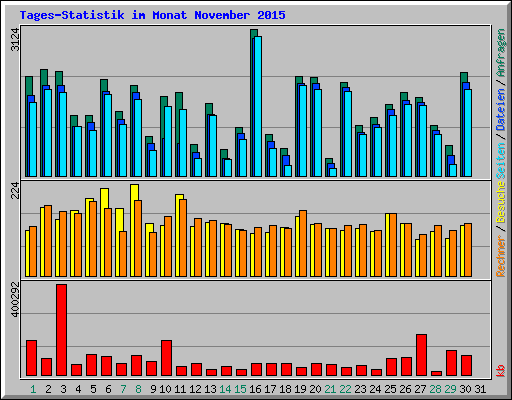 Tages-Statistik im Monat November 2015
3124
224
400292
Rechner / Besuche Seiten / Dateien / Anfragen
kb
1 2 3 4 5 6 7 8 9 10 11 12 13 14 15 16 17 18 19 20 21 22 23 24 25 26 27 28 29 30 31